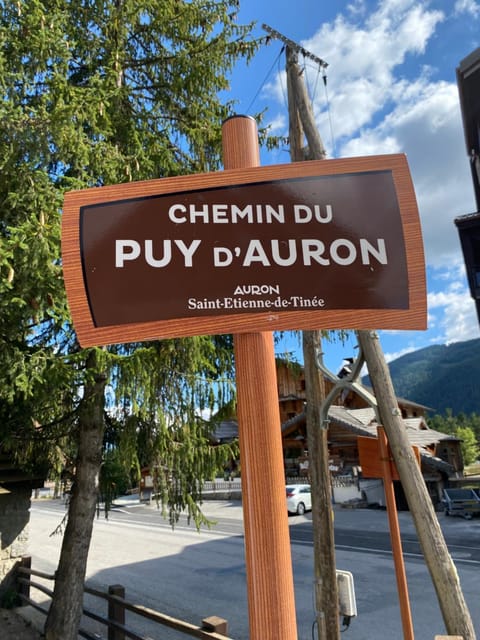 CHEMIN DU
PUY D'AURON
AURON
Saint-Etienne-de-Tinée